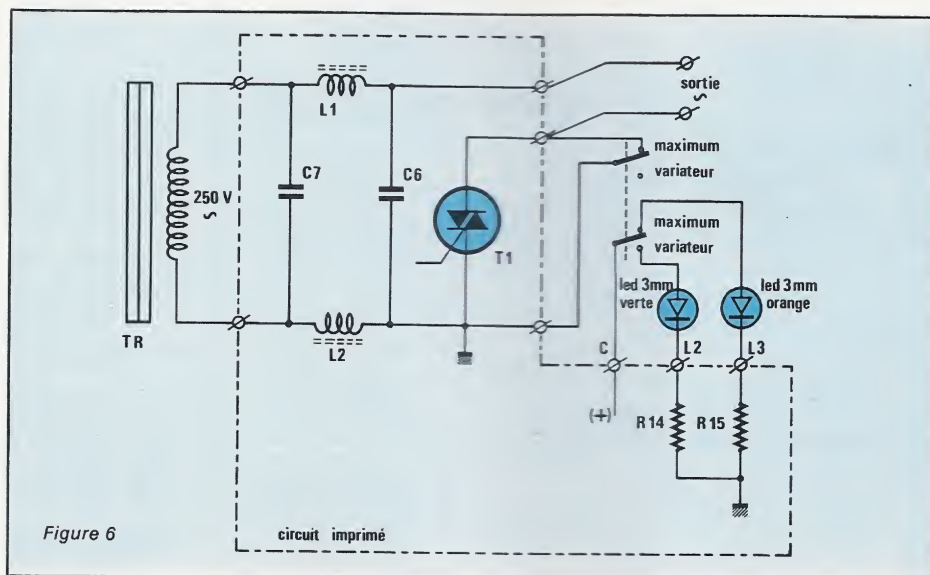 L1
sortie
∿
maximum
variateur
C7
C6
250 V
∿
T1
maximum
variateur
led 3mm
verte
led 3mm
orange
TR
L2
C
L2
L3
(+)
R14
R15
Figure 6
circuit imprimé